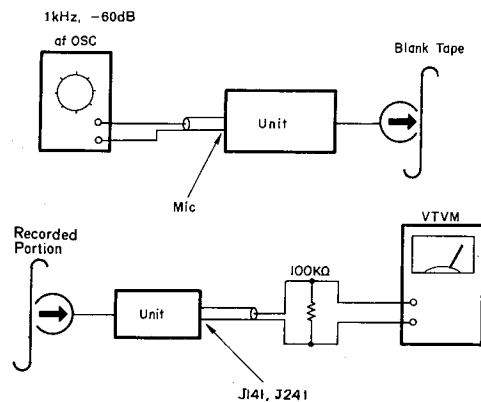 1kHz, -60dB
af OSC
Blank Tape
Unit
Mic
Recorded
Portion
VTVM
100KΩ
Unit
J141, J241